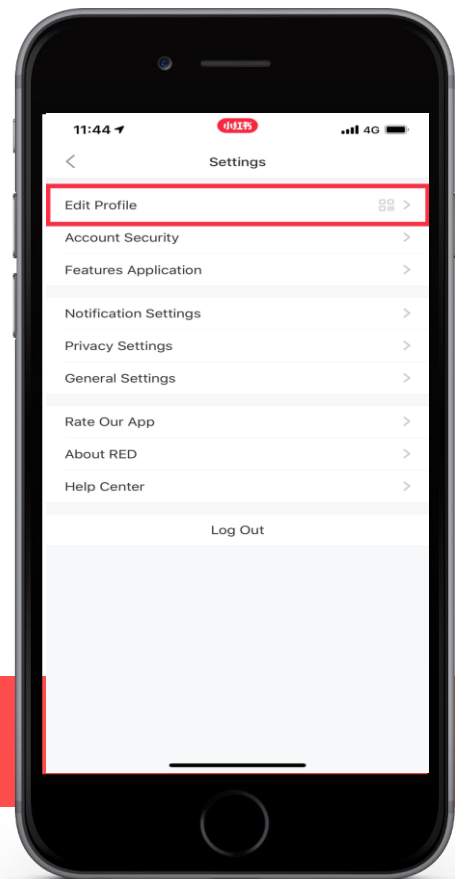 11:44
小红书
4G
Settings
Edit Profile
Account Security
Features Application
Notification Settings
Privacy Settings
General Settings
Rate Our App
About RED
Help Center
Log Out